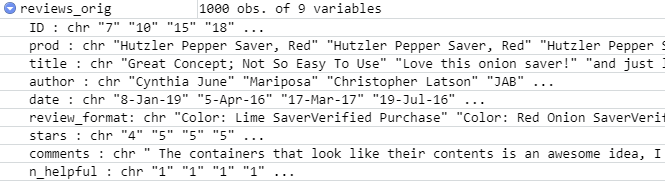 reviews_orig 1000 obs. of 9 variables
ID : chr "7" "10" "15" "18" ...
prod : chr "Hutzler Pepper Saver, Red" "Hutzler Pepper Saver, Red" "Hutzler Pepper S
title : chr "Great Concept; Not So Easy To Use" "Love this onion saver!" "and just l
author : chr "Cynthia June" "Mariposa" "Christopher Latson" "JAB" ...
date : chr "8-Jan-19" "5-Apr-16" "17-Mar-17" "19-Jul-16" ...
review_format: chr "Color: Lime SaverVerified Purchase" "Color: Red Onion SaverVerif
stars : chr "4" "5" "5" "5" ...
comments : chr " The containers that look like their contents is an awesome idea, I
n_helpful : chr "1" "1" "1" "1" ...